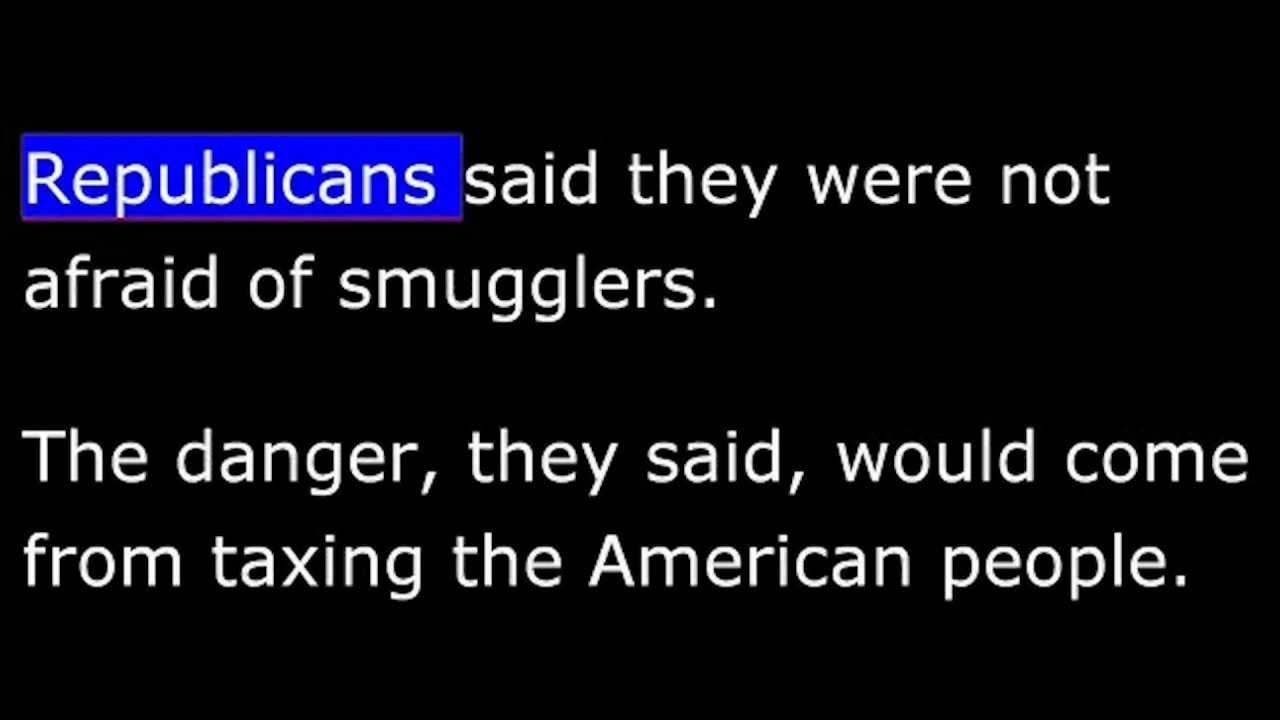 Republicans said they were not
afraid of smugglers.
The danger, they said, would come
from taxing the American people.